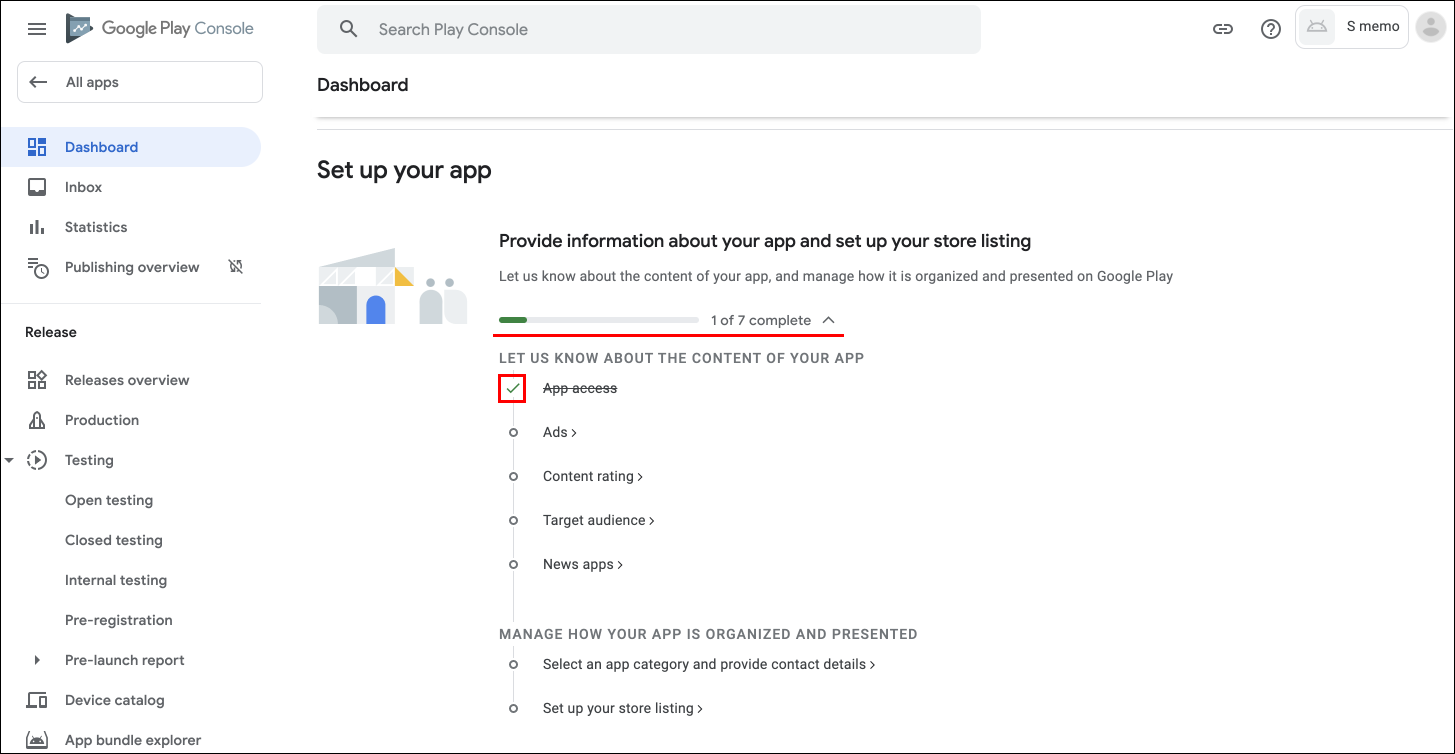 Google Play Console
Search Play Console
S memo
All apps
Dashboard
Dashboard
Inbox
Statistics
Publishing overview
Release
Releases overview
Production
Testing
Open testing
Closed testing
Internal testing
Pre-registration
Pre-launch report
Device catalog
App bundle explorer
Set up your app
Provide information about your app and set up your store listing
Let us know about the content of your app, and manage how it is organized and presented on Google Play
1 of 7 complete
LET US KNOW ABOUT THE CONTENT OF YOUR APP
App access
Ads
Content rating
Target audience
News apps
MANAGE HOW YOUR APP IS ORGANIZED AND PRESENTED
Select an app category and provide contact details
Set up your store listing